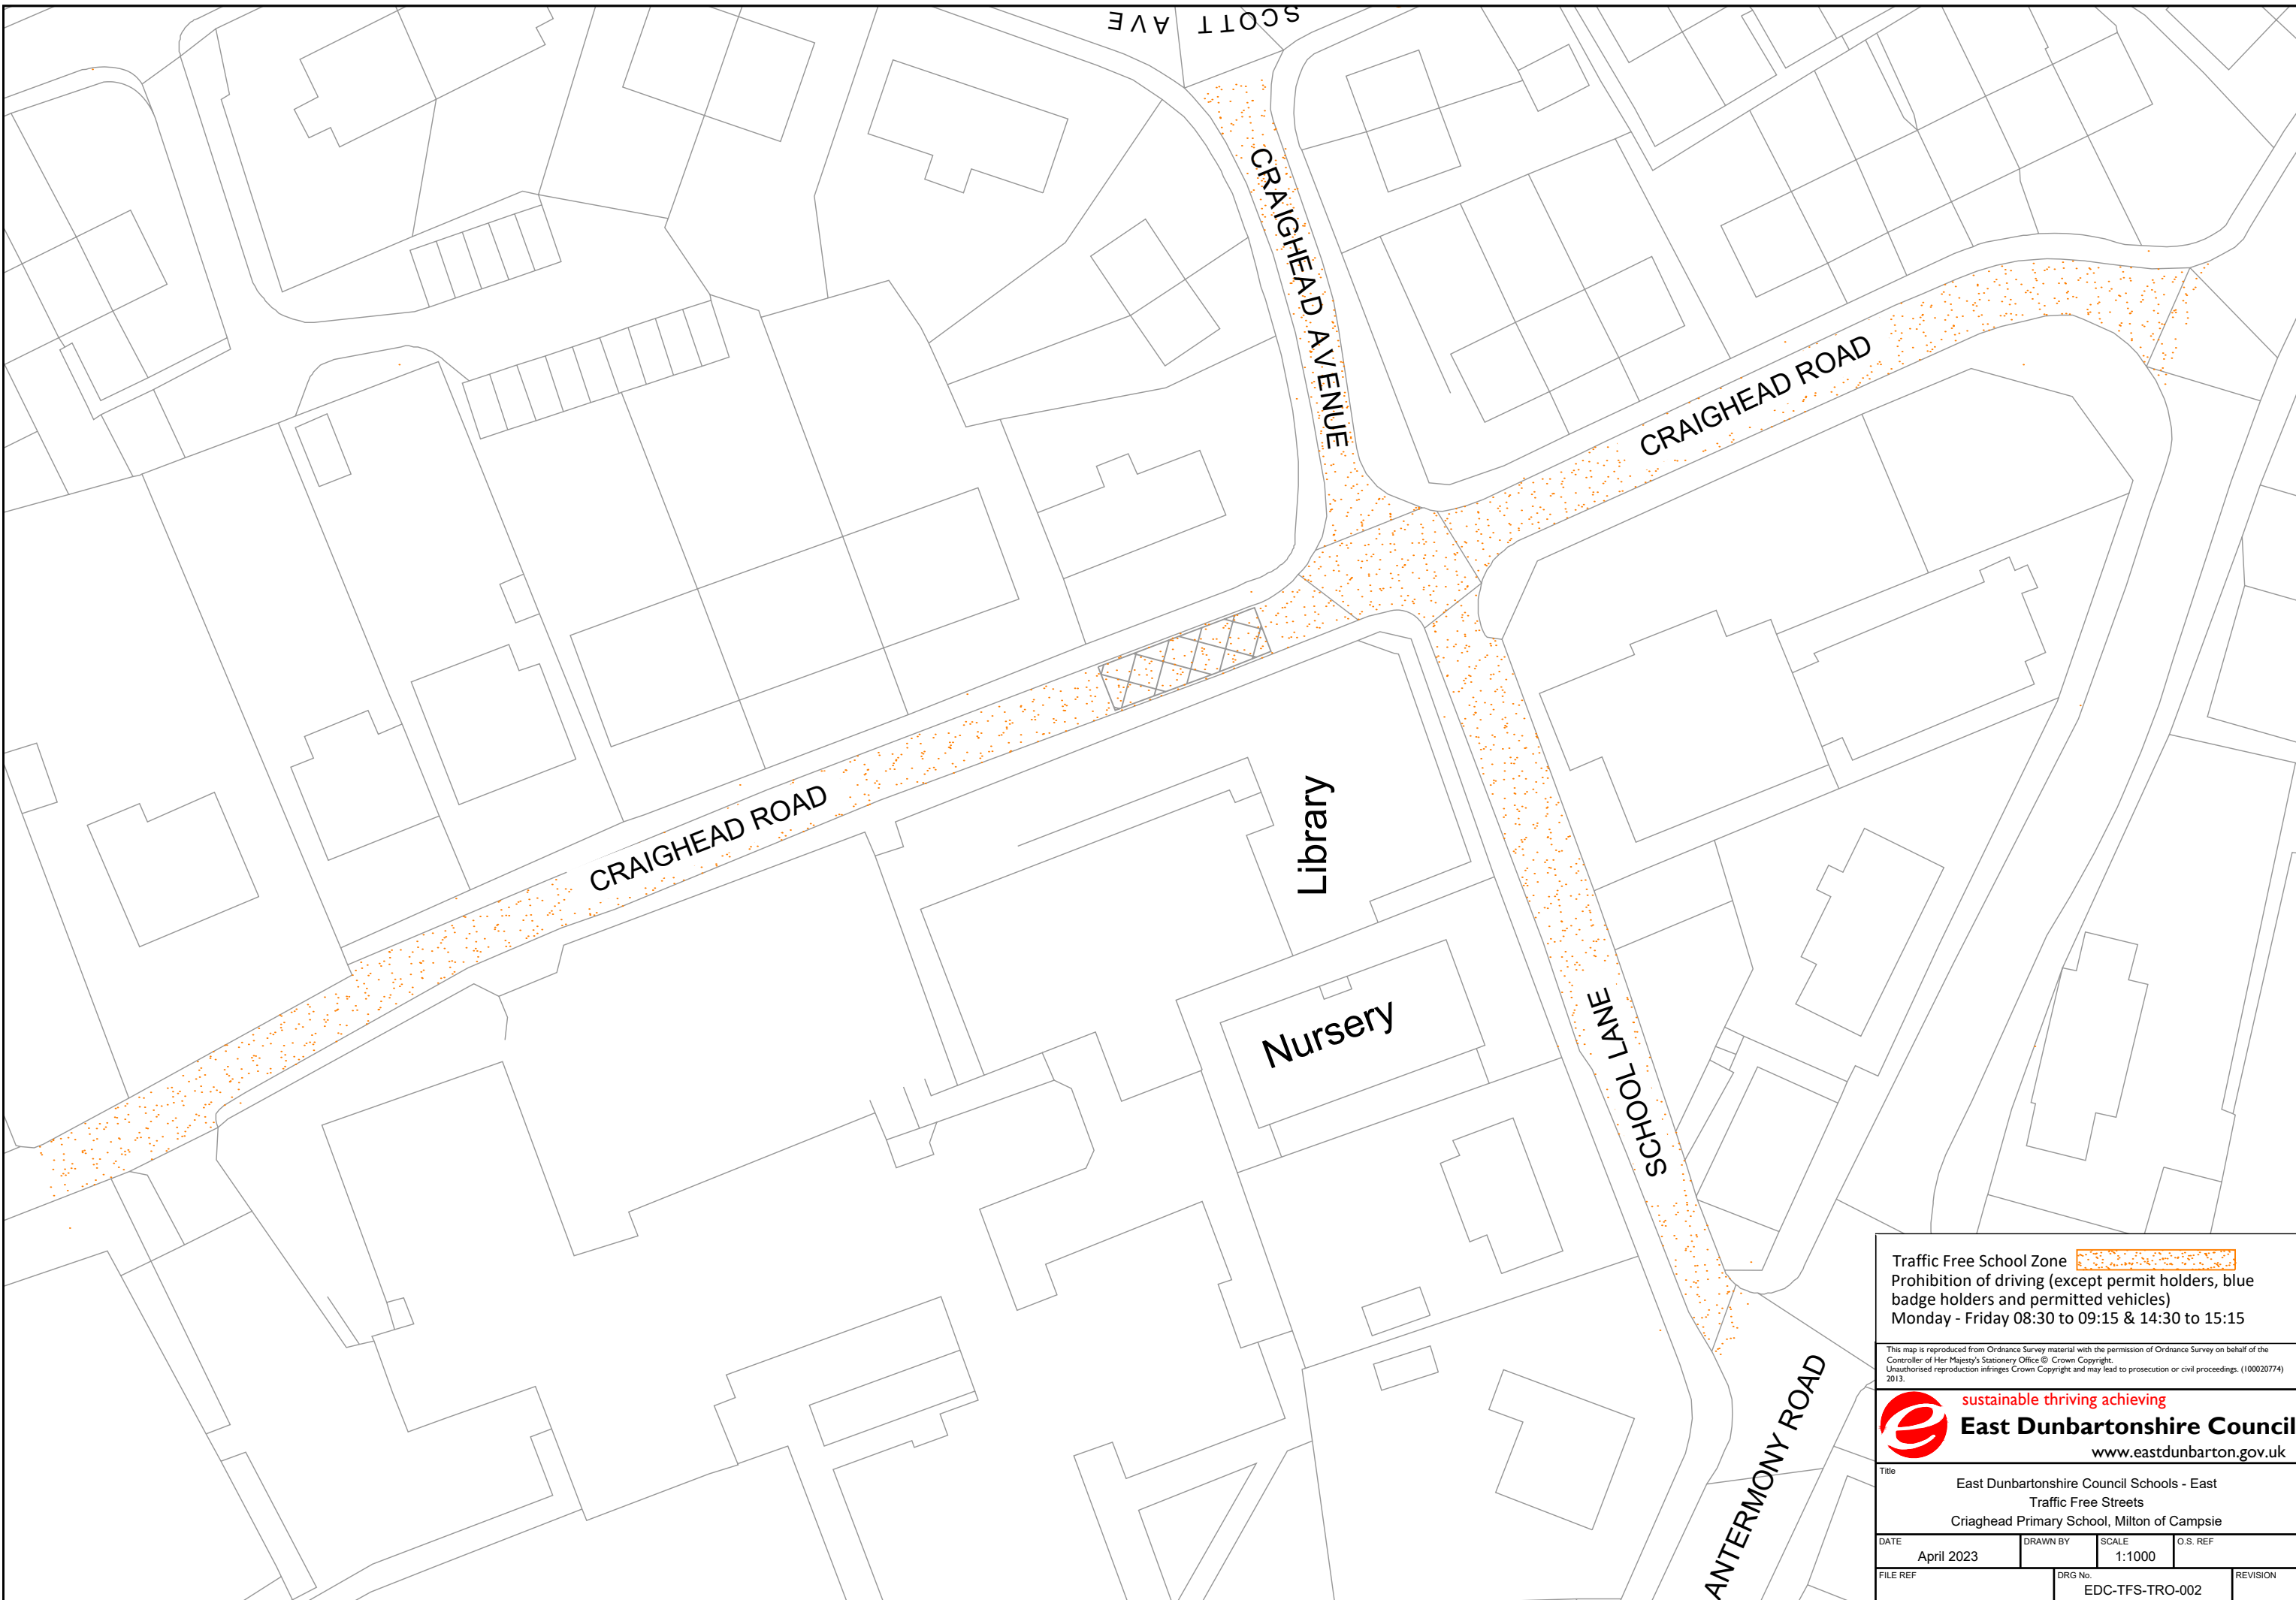 SCOTT AVE
CRAIGHEAD AVENUE
CRAIGHEAD ROAD
CRAIGHEAD ROAD
Library
Nursery
SCHOOL LANE
ANTERMONY ROAD
Traffic Free School Zone
Prohibition of driving (except permit holders, blue
badge holders and permitted vehicles)
Monday - Friday 08:30 to 09:15 & 14:30 to 15:15
This map is reproduced from Ordnance Survey material with the permission of Ordnance Survey on behalf of the
Controller of Her Majesty's Stationery Office © Crown Copyright.
Unauthorised reproduction infringes Crown Copyright and may lead to prosecution or civil proceedings. (100020774)
2013.
sustainable thriving achieving
East Dunbartonshire Council
www.eastdunbarton.gov.uk
Title
East Dunbartonshire Council Schools - East
Traffic Free Streets
Criaghead Primary School, Milton of Campsie
DATE
April 2023
DRAWN BY
SCALE
1:1000
O.S. REF
FILE REF
DRG No.
EDC-TFS-TRO-002
REVISION